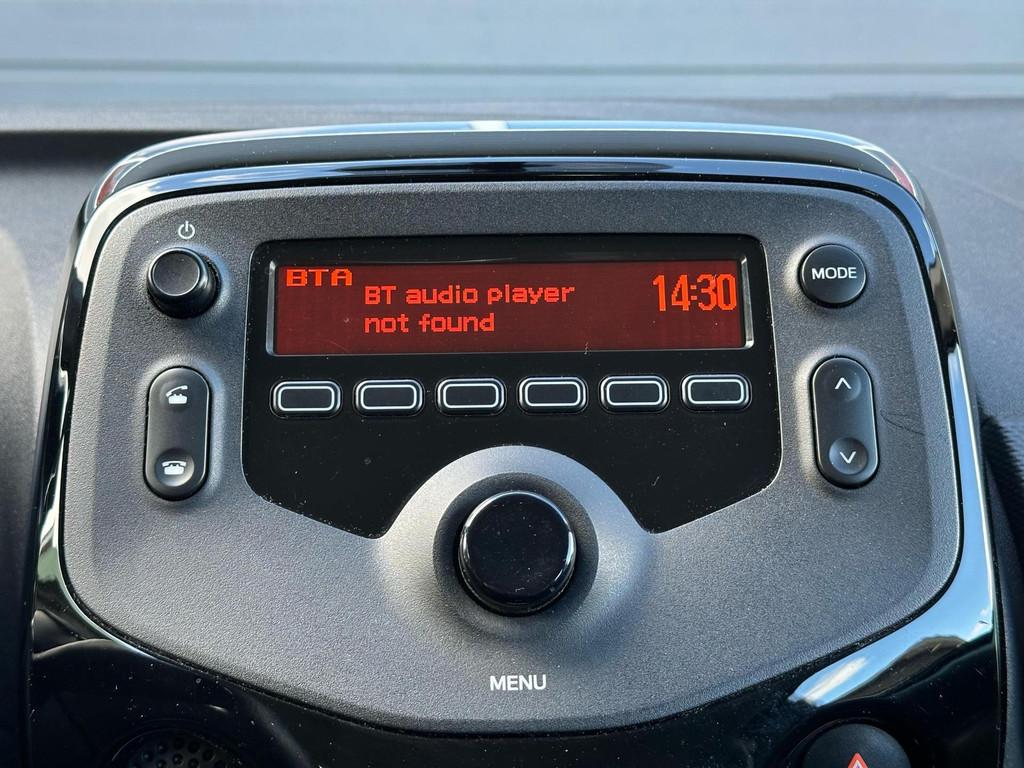 BTA
BT audio player
not found
14:30
MODE
MENU